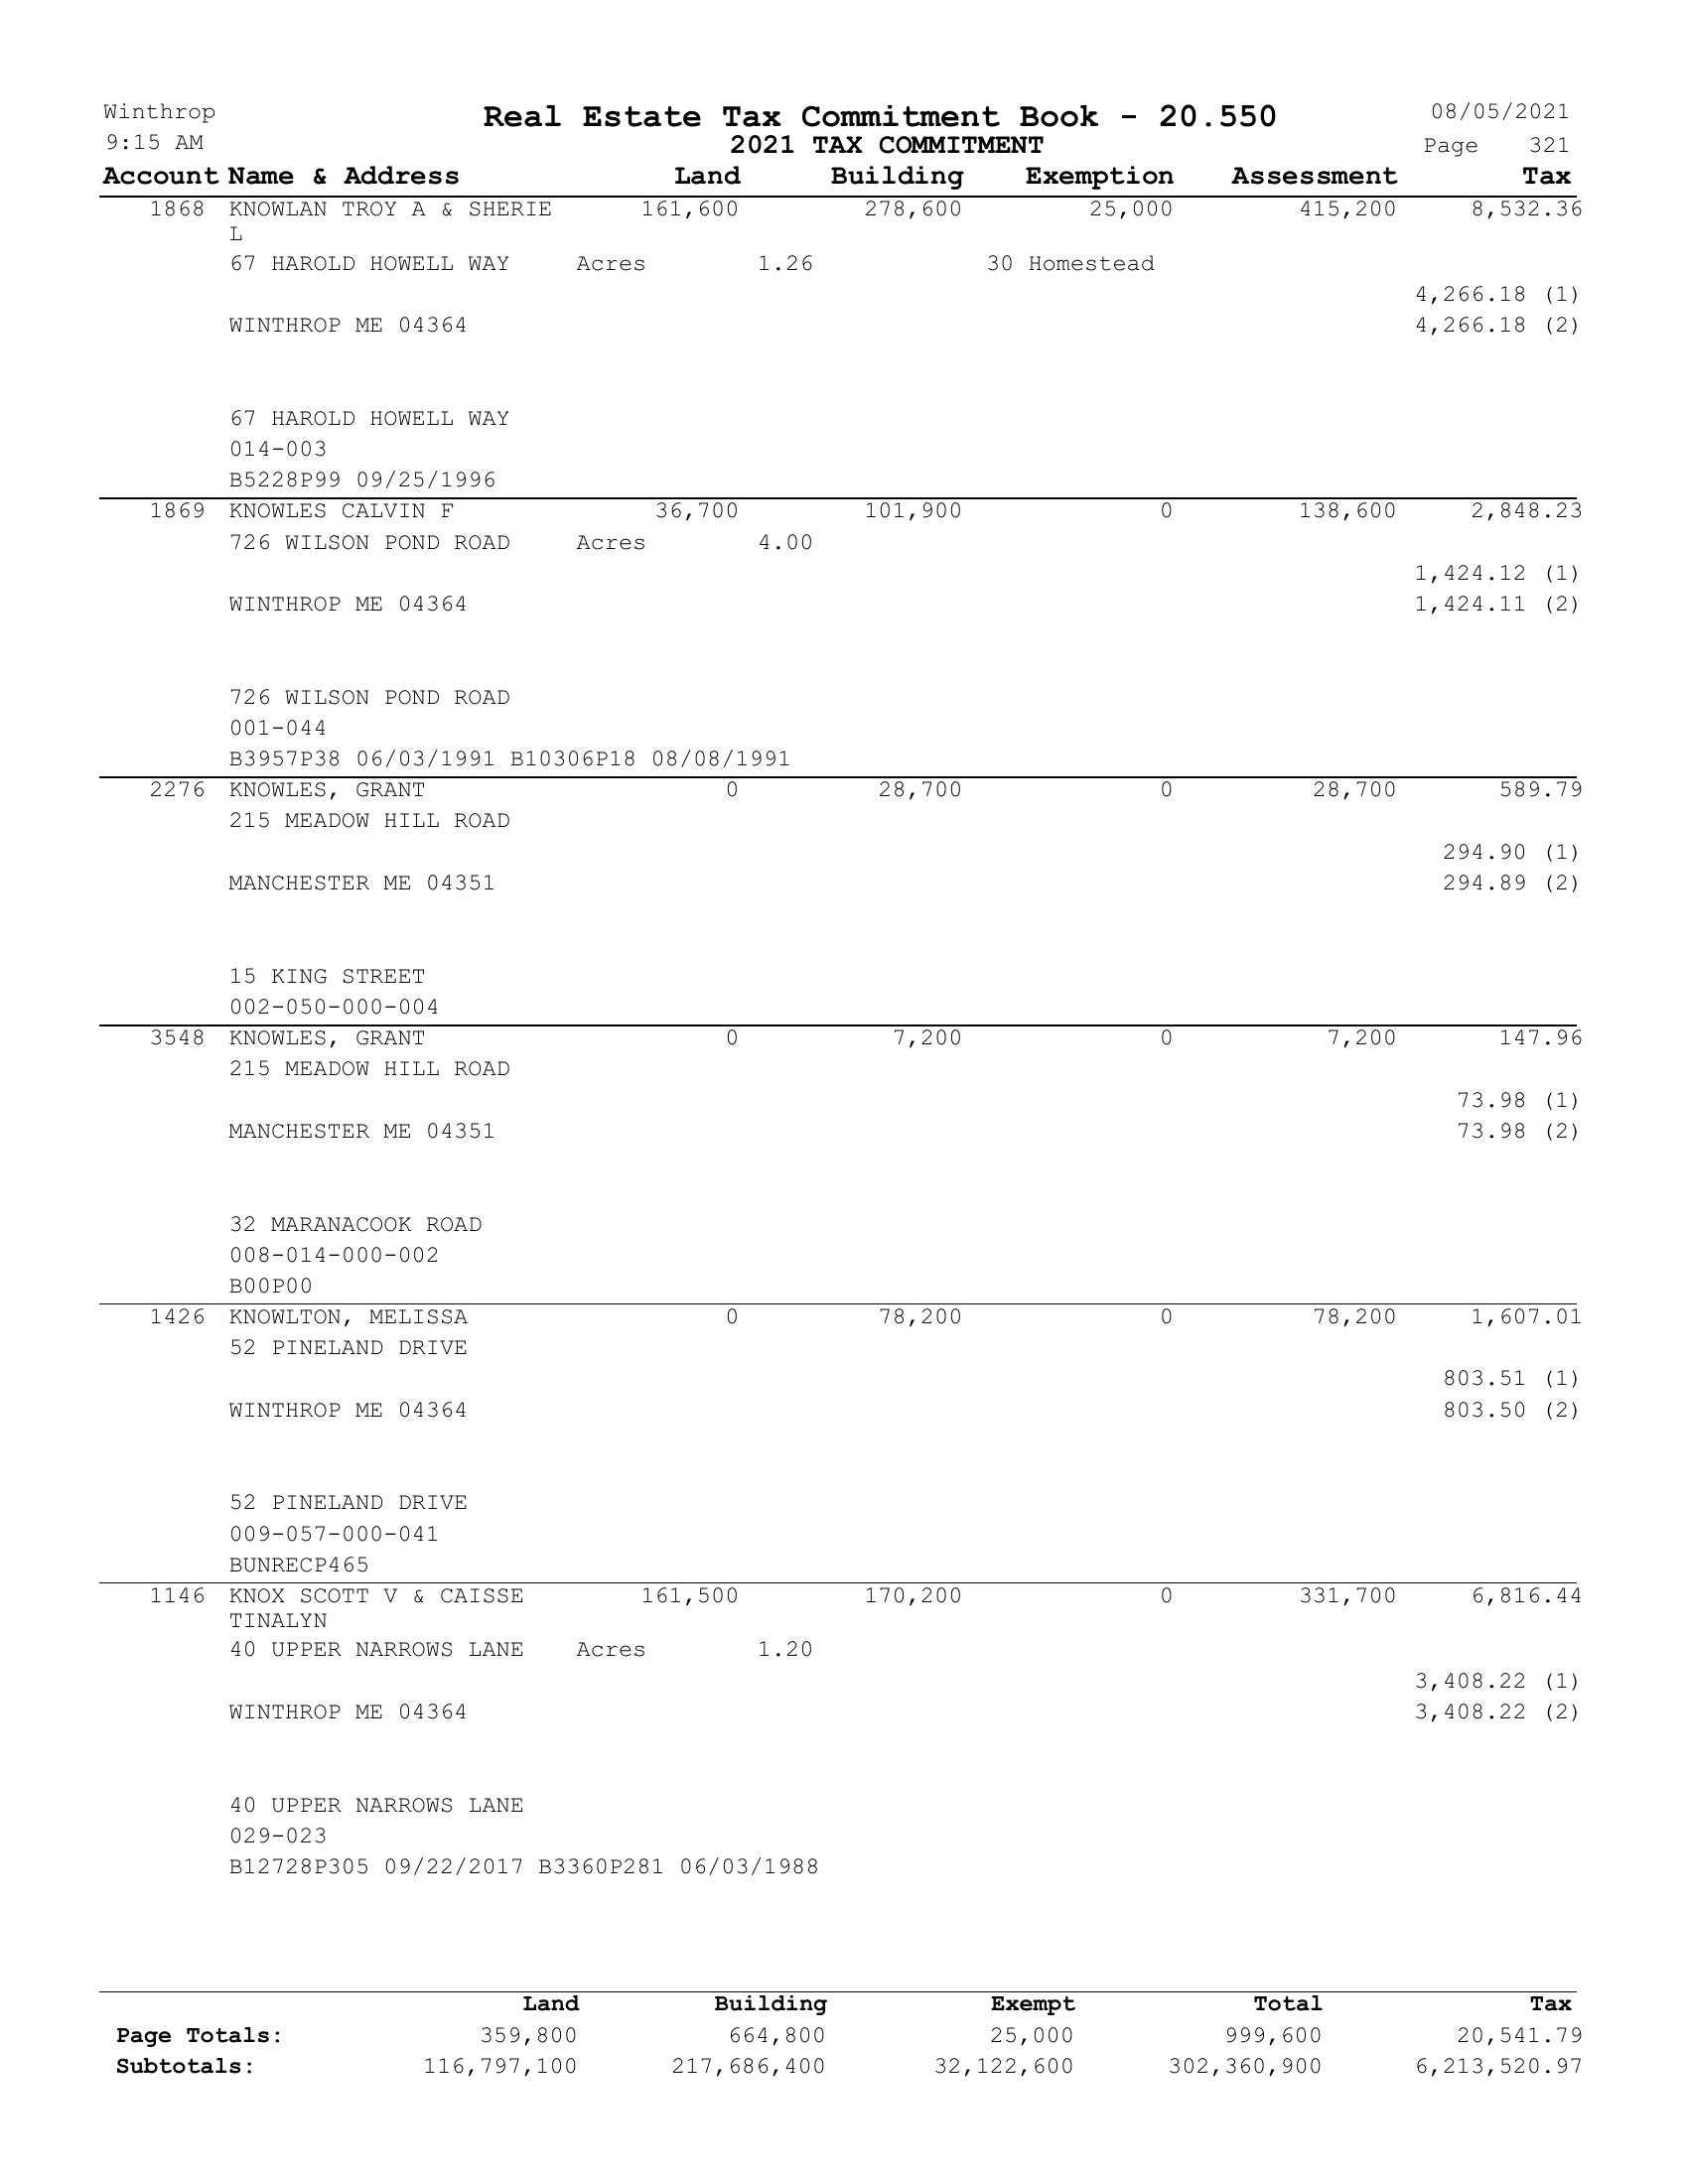 Winthrop Real Estate Tax Commitment Book - 20.550 08/05/2021
9:15 AM 2021 TAX COMMITMENT Page 321
Account Name & Address Land Building Exemption Assessment Tax
1868 KNOWLAN TROY A & SHERIE 161,600 278,600 25,000 415,200 8,532.36
L
67 HAROLD HOWELL WAY Acres 1.26 30 Homestead
4,266.18 (1)
WINTHROP ME 04364 4,266.18 (2)
67 HAROLD HOWELL WAY
014-003
B5228P99 09/25/1996
1869 KNOWLES CALVIN F 36,700 101,900 0 138,600 2,848.23
726 WILSON POND ROAD Acres 4.00
1,424.12 (1)
WINTHROP ME 04364 1,424.11 (2)
726 WILSON POND ROAD
001-044
B3957P38 06/03/1991 B10306P18 08/08/1991
2276 KNOWLES, GRANT 0 28,700 0 28,700 589.79
215 MEADOW HILL ROAD
294.90 (1)
MANCHESTER ME 04351 294.89 (2)
15 KING STREET
002-050-000-004
3548 KNOWLES, GRANT 0 7,200 0 7,200 147.96
215 MEADOW HILL ROAD
73.98 (1)
MANCHESTER ME 04351 73.98 (2)
32 MARANACOOK ROAD
008-014-000-002
B00P00
1426 KNOWLTON, MELISSA 0 78,200 0 78,200 1,607.01
52 PINELAND DRIVE
803.51 (1)
WINTHROP ME 04364 803.50 (2)
52 PINELAND DRIVE
009-057-000-041
BUNRECP465
1146 KNOX SCOTT V & CAISSE 161,500 170,200 0 331,700 6,816.44
TINALYN
40 UPPER NARROWS LANE Acres 1.20
3,408.22 (1)
WINTHROP ME 04364 3,408.22 (2)
40 UPPER NARROWS LANE
029-023
B12728P305 09/22/2017 B3360P281 06/03/1988
Land Building Exempt Total Tax
Page Totals: 359,800 664,800 25,000 999,600 20,541.79
Subtotals: 116,797,100 217,686,400 32,122,600 302,360,900 6,213,520.97